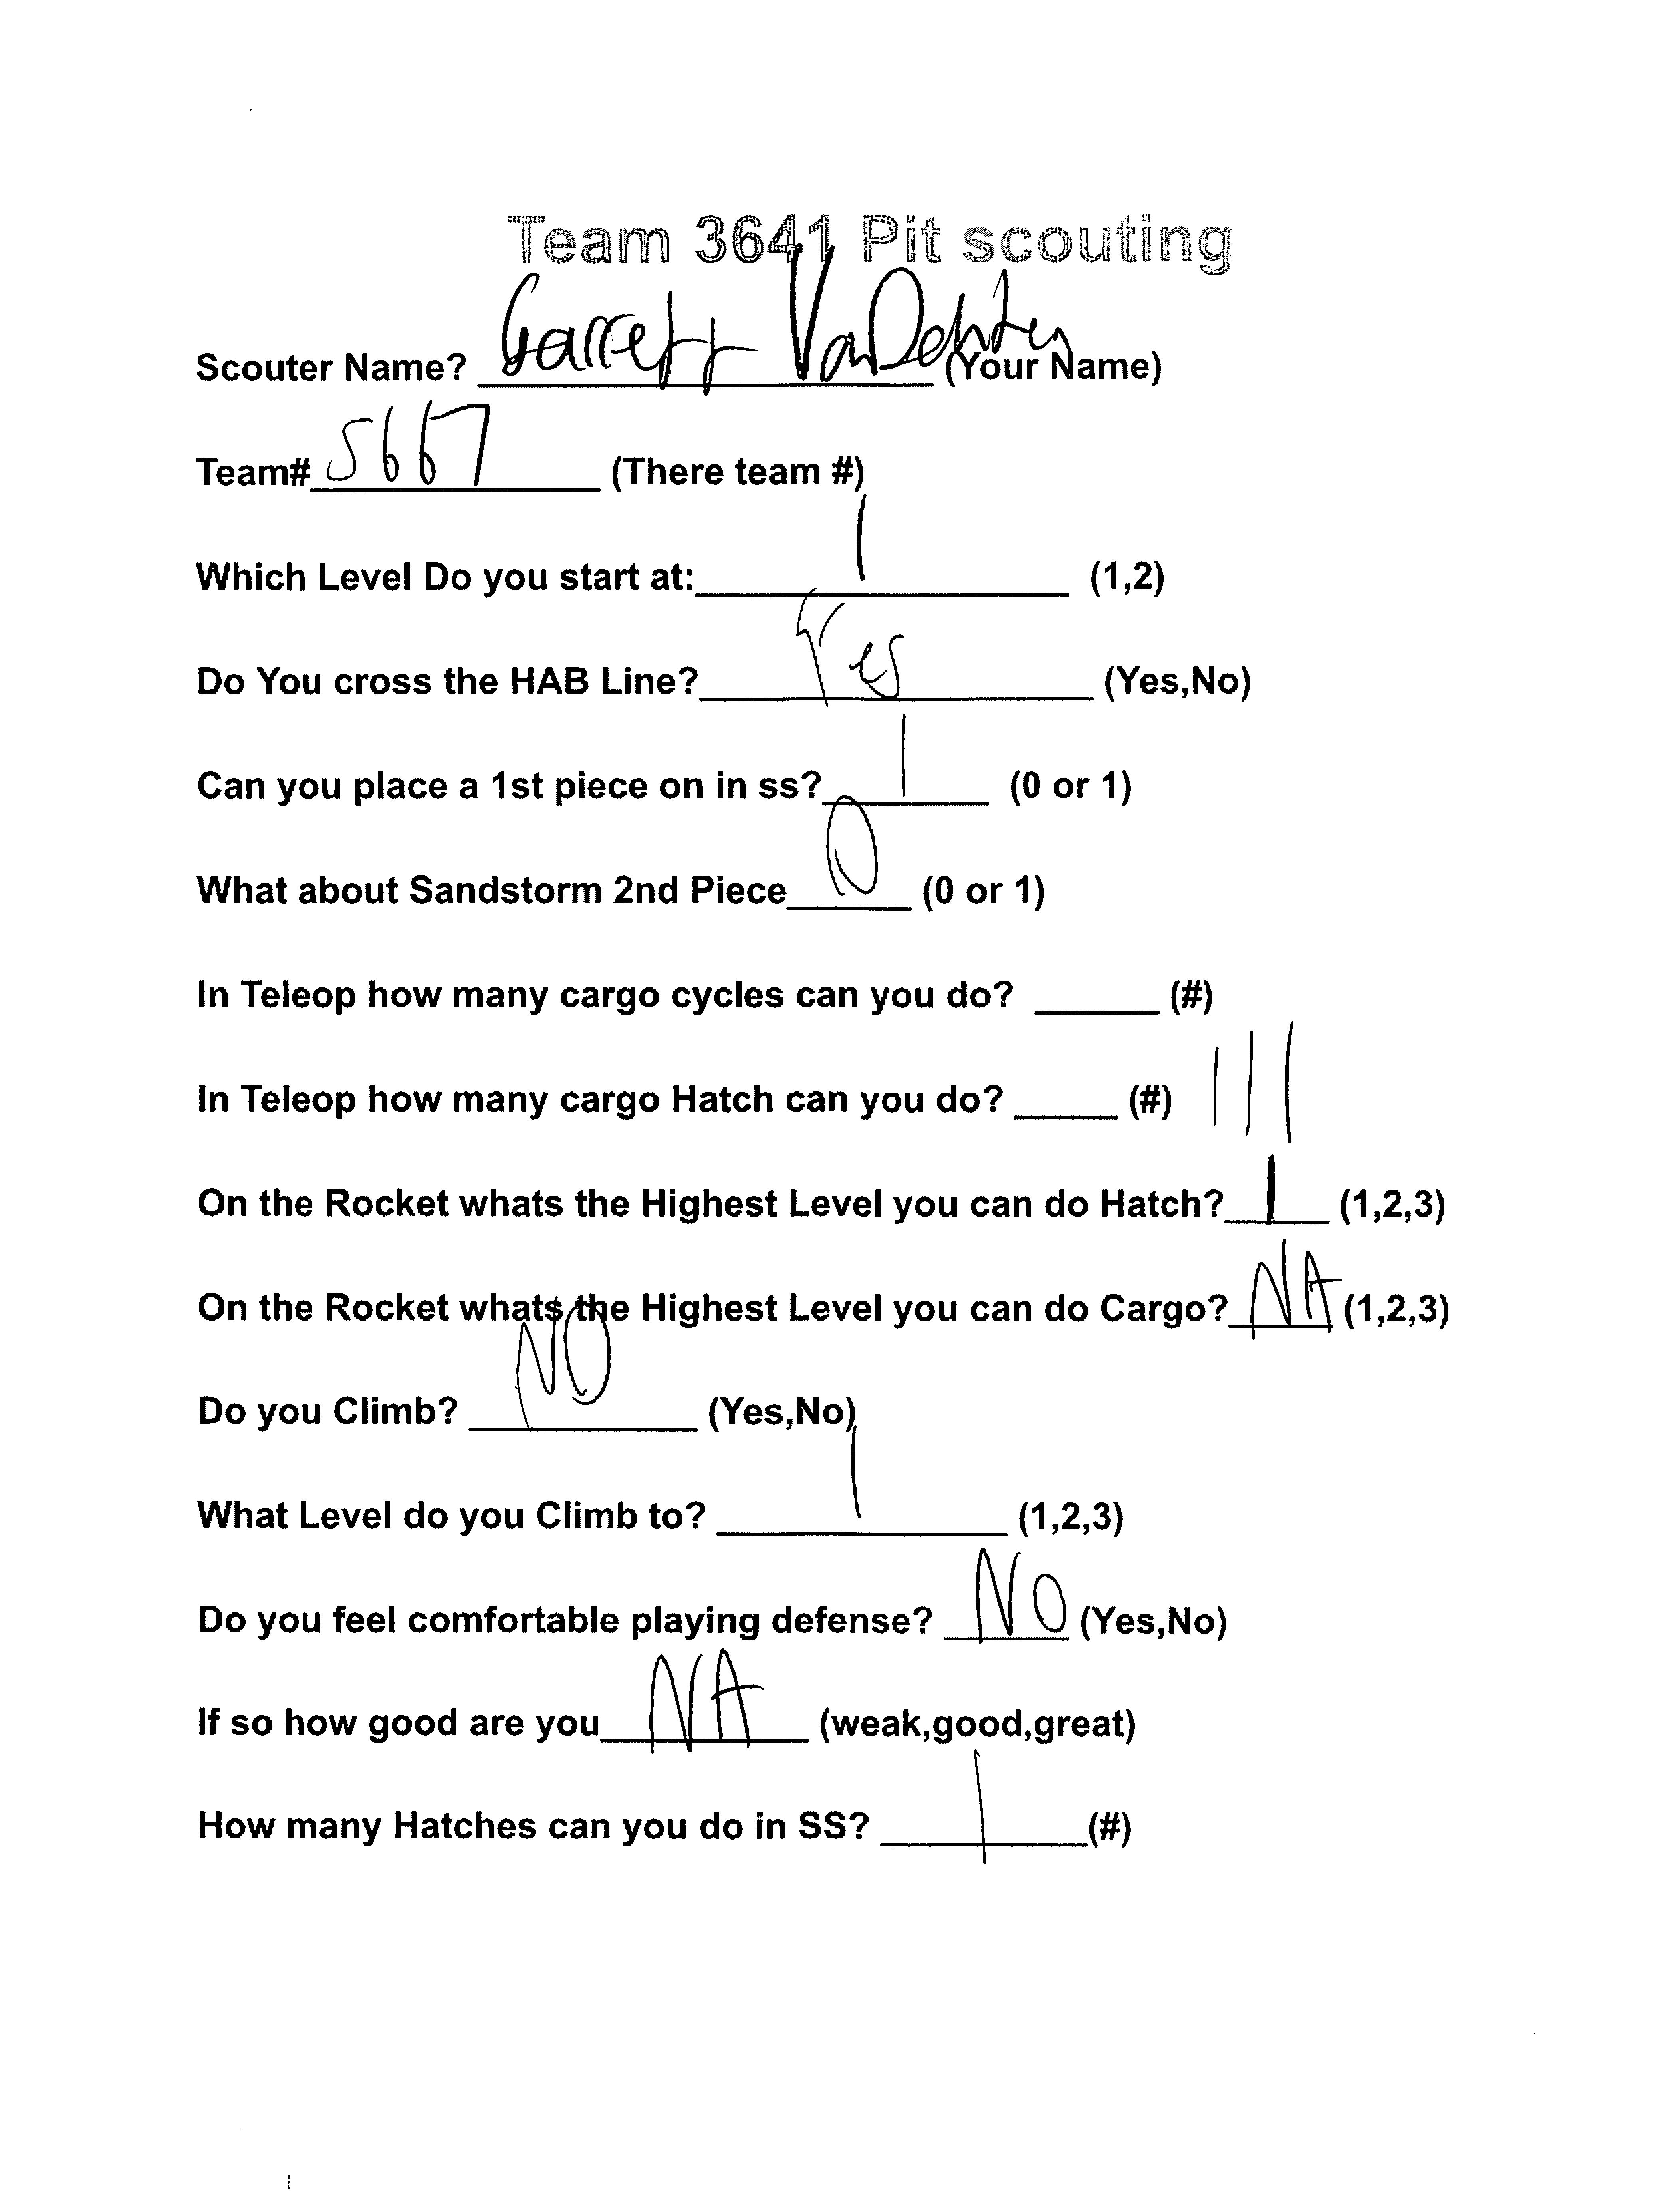 Team 3641 Pit scouting
Scouter Name? Garrett (Your Name)
Team# 5667 (There team #)
Which Level Do you start at: 1 (1,2)
Do You cross the HAB Line? Yes (Yes,No)
Can you place a 1st piece on in ss? 1 (0 or 1)
What about Sandstorm 2nd Piece 0 (0 or 1)
In Teleop how many cargo cycles can you do? (#)
In Teleop how many cargo Hatch can you do? (#) |||
On the Rocket whats the Highest Level you can do Hatch? 1 (1,2,3)
On the Rocket whats the Highest Level you can do Cargo? NA (1,2,3)
Do you Climb? NO (Yes,No)
What Level do you Climb to? 1 (1,2,3)
Do you feel comfortable playing defense? NO (Yes,No)
If so how good are you NA (weak,good,great)
How many Hatches can you do in SS? 1 (#)